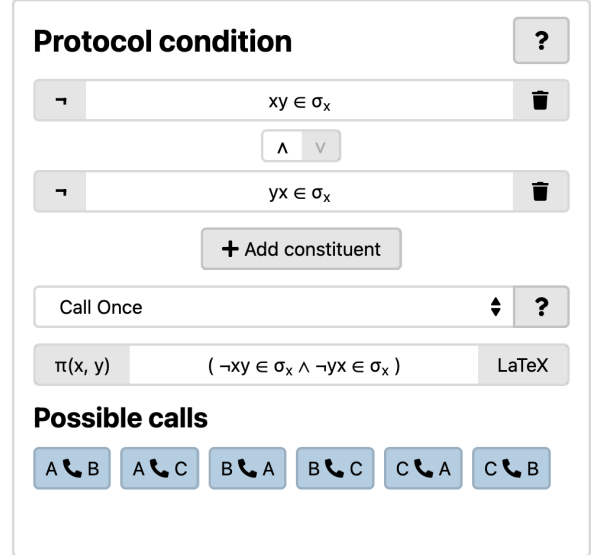 Protocol condition ?
¬ xy ∈ σₓ
∧ ∨
¬ yx ∈ σₓ
+ Add constituent
Call Once ?
π(x, y) ( ¬xy ∈ σₓ ∧ ¬yx ∈ σₓ ) LaTeX
Possible calls
A 📞 B A 📞 C B 📞 A B 📞 C C 📞 A C 📞 B